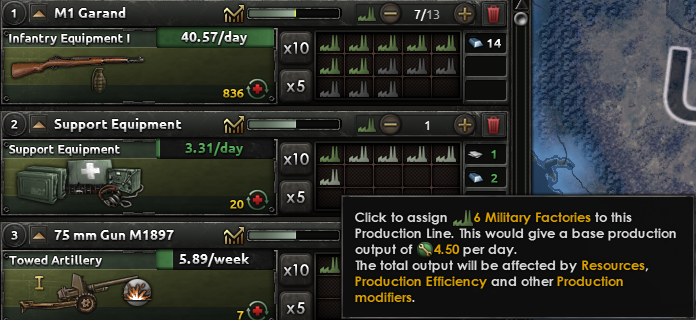 1 M1 Garand 7/13
Infantry Equipment I 40.57/day x10 14
836 x5
2 Support Equipment 1
Support Equipment 3.31/day x10 1
20 x5 2
3 75 mm Gun M1897
Towed Artillery 5.89/week x10
I 7 x5
Click to assign 6 Military Factories to this
Production Line. This would give a base production
output of 4.50 per day.
The total output will be affected by Resources,
Production Efficiency and other Production
modifiers.